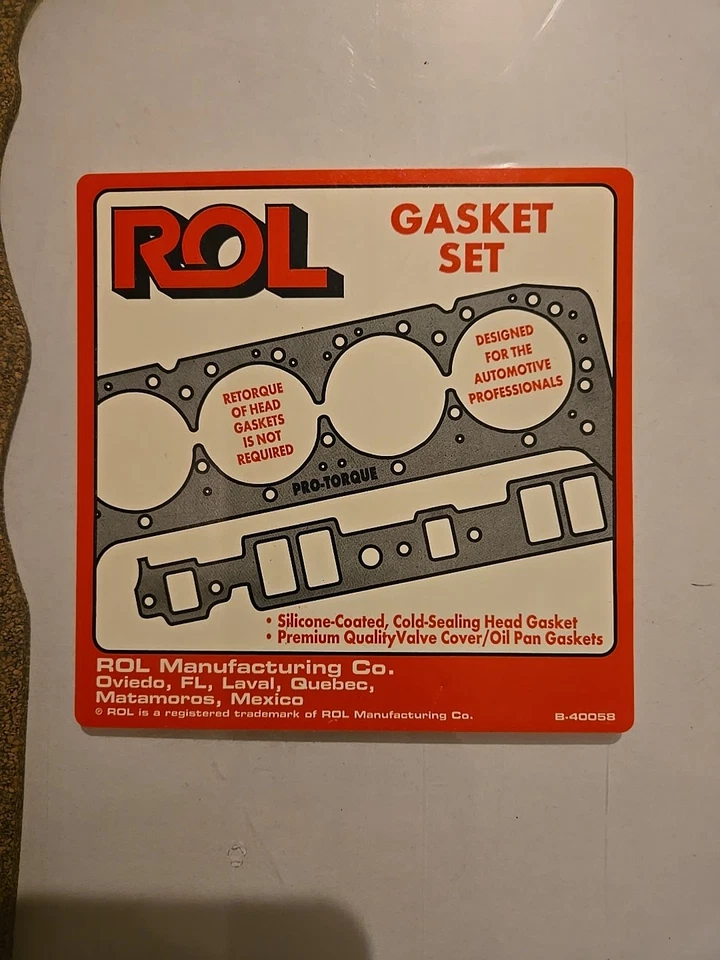 ROL
GASKET
SET
DESIGNED
FOR THE
AUTOMOTIVE
PROFESSIONALS
RETORQUE
OF HEAD
GASKETS
IS NOT
REQUIRED
PRO-TORQUE
• Silicone-Coated, Cold-Sealing Head Gasket
• Premium QualityValve Cover/Oil Pan Gaskets
ROL Manufacturing Co.
Oviedo, FL, Laval, Quebec,
Matamoros, Mexico
® ROL is a registered trademark of ROL Manufacturing Co.
B-40058